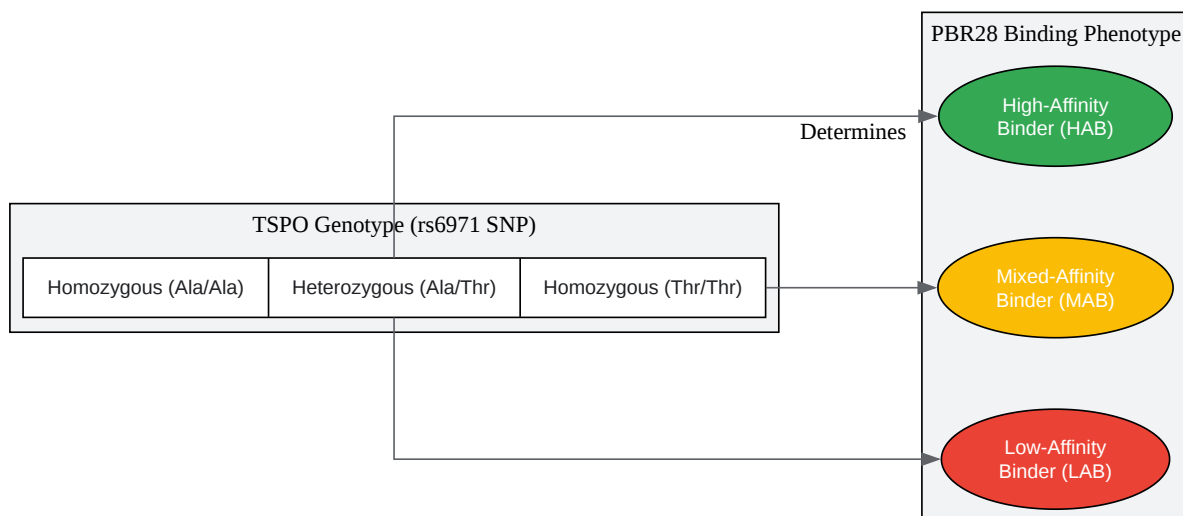 PBR28 Binding Phenotype
High-Affinity
Binder (HAB)
Determines
TSPO Genotype (rs6971 SNP)
Homozygous (Ala/Ala)
Heterozygous (Ala/Thr)
Homozygous (Thr/Thr)
Mixed-Affinity
Binder (MAB)
Low-Affinity
Binder (LAB)